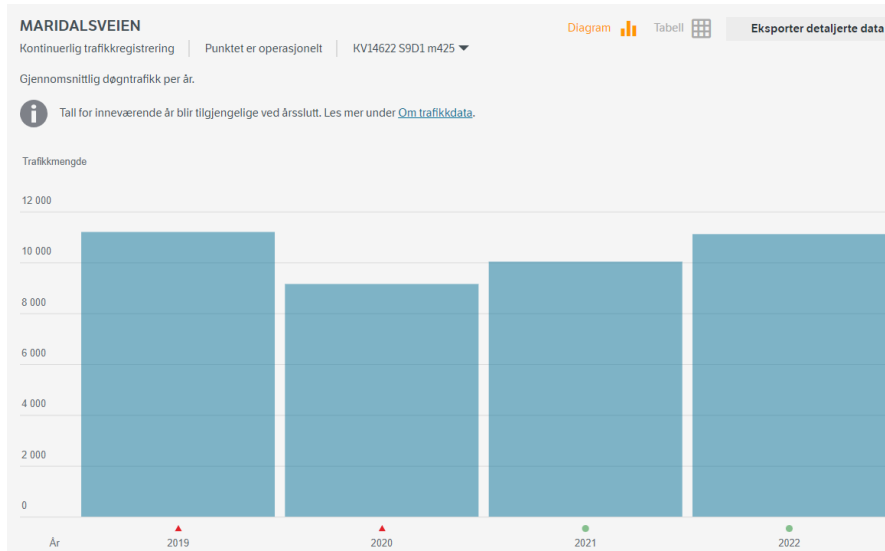 MARIDALSVEIEN
Diagram Tabell Eksporter detaljerte data
Kontinuerlig trafikkregistrering Punktet er operasjonelt KV14622 S9D1 m425
Gjennomsnittlig døgntrafikk per år.
Tall for inneværende år blir tilgjengelige ved årsslutt. Les mer under Om trafikkdata.
Trafikkmengde
12 000
10 000
8 000
6 000
4 000
2 000
0
År 2019 2020 2021 2022